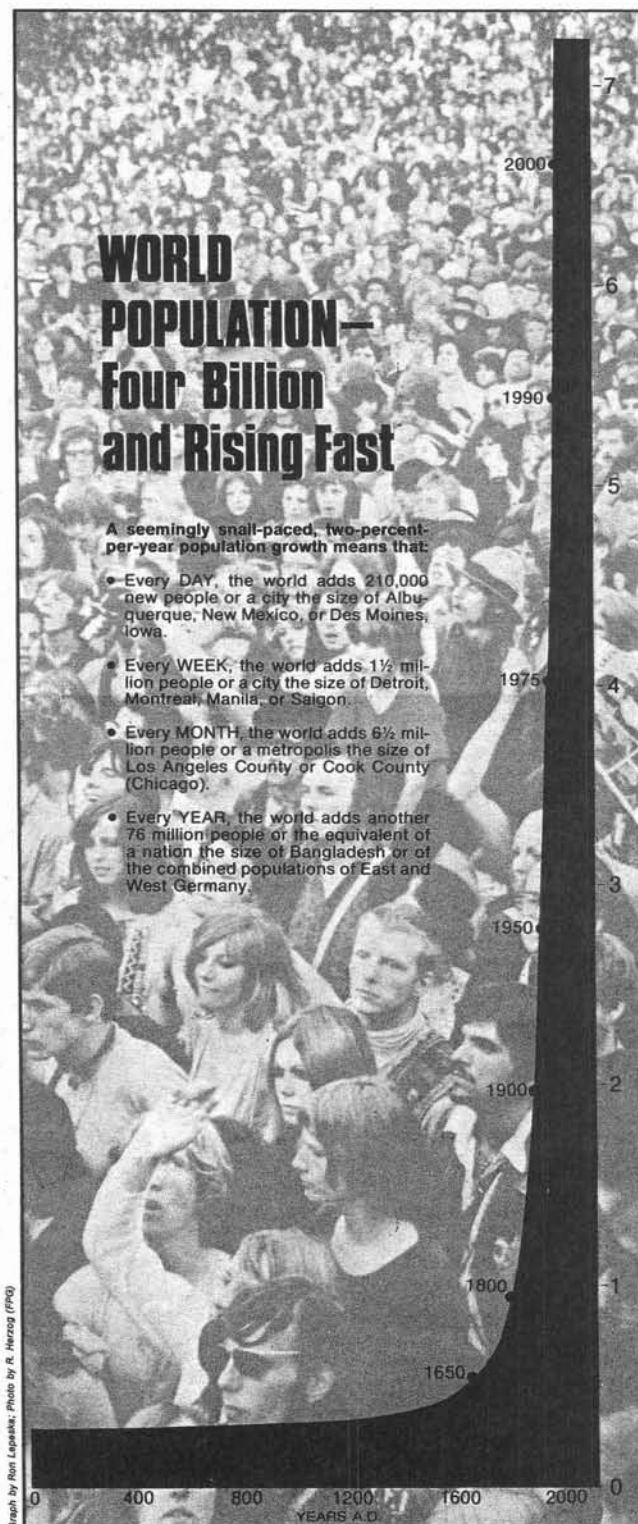 WORLD
POPULATION—
Four Billion
and Rising Fast
A seemingly snail-paced, two-percent-
per-year population growth means that:
• Every DAY, the world adds 210,000
new people or a city the size of Albu-
querque, New Mexico, or Des Moines,
Iowa.
• Every WEEK, the world adds 1½ mil-
lion people or a city the size of Detroit,
Montreal, Manila, or Saigon.
• Every MONTH, the world adds 6½ mil-
lion people or a metropolis the size of
Los Angeles County or Cook County
(Chicago).
• Every YEAR, the world adds another
76 million people or the equivalent of
a nation the size of Bangladesh or of
the combined populations of East and
West Germany.
7
2000
6
1990
5
1975
4
3
1950
2
1900
1
1800
1650
0
0 400 800 1200 1600 2000
YEARS A.D.
raph by Ron Lepeska; Photo by R. Herzog (FPG)